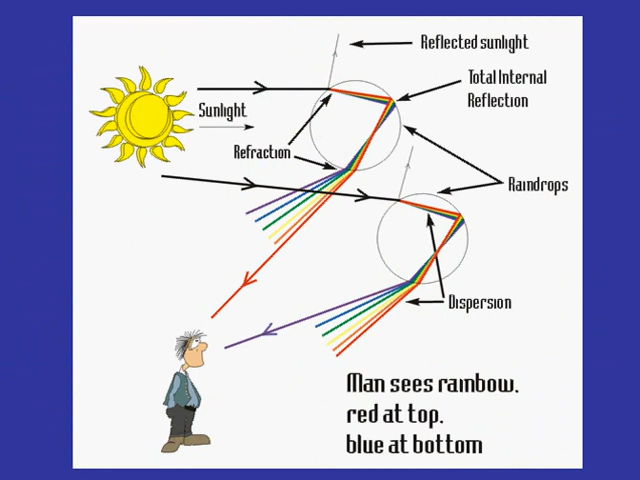 Reflected sunlight
Total Internal
Reflection
Sunlight
Refraction
Raindrops
Dispersion
Man sees rainbow.
red at top.
blue at bottom